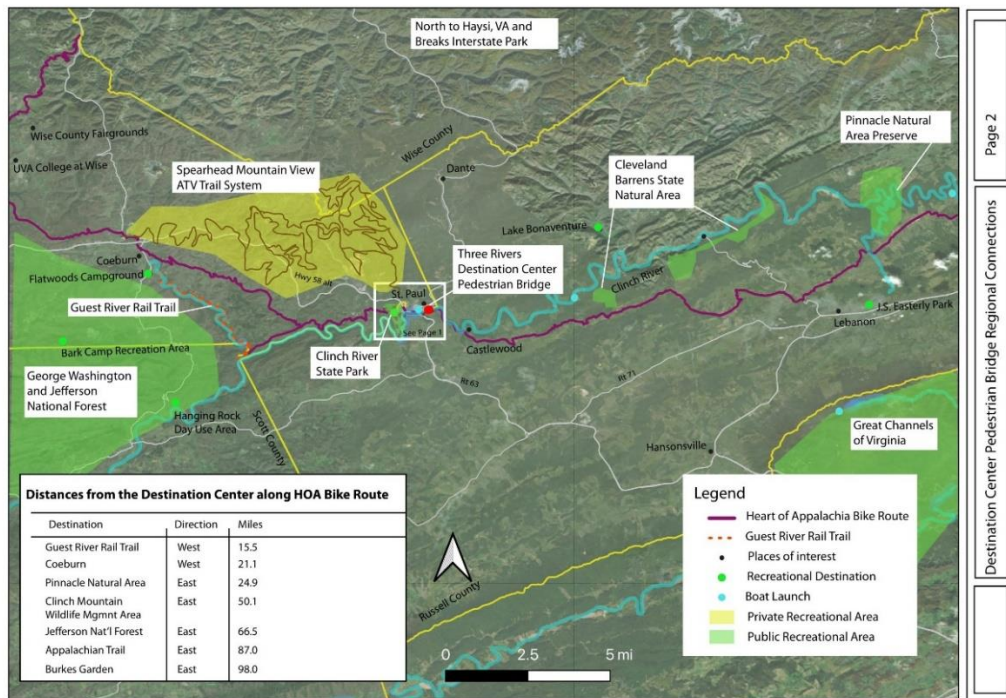 North to Haysi, VA and
Breaks Interstate Park
Wise County Fairgrounds
UVA College at Wise
Spearhead Mountain View
ATV Trail System
Wise County
Dante
Cleveland
Barrens State
Natural Area
Pinnacle Natural
Area Preserve
Lake Bonaventure
Three Rivers
Destination Center
Pedestrian Bridge
Coeburn
Flatwoods Campground
Hwy 58 alt
St. Paul
See Page 1
Clinch River
Guest River Rail Trail
Castlewood
J.S. Easterly Park
Lebanon
Bark Camp Recreation Area
Clinch River
State Park
George Washington
and Jefferson
National Forest
Hanging Rock
Day Use Area
Scott County
Rt 63
Rt 71
Hansonsville
Great Channels
of Virginia
Russell County
Distances from the Destination Center along HOA Bike Route
Destination Direction Miles
Guest River Rail Trail West 15.5
Coeburn West 21.1
Pinnacle Natural Area East 24.9
Clinch Mountain East 50.1
Wildlife Mgmnt Area
Jefferson Nat'l Forest East 66.5
Appalachian Trail East 87.0
Burkes Garden East 98.0
0 2.5 5 mi
Legend
Heart of Appalachia Bike Route
Guest River Rail Trail
Places of interest
Recreational Destination
Boat Launch
Private Recreational Area
Public Recreational Area
Page 2
Destination Center Pedestrian Bridge Regional Connections